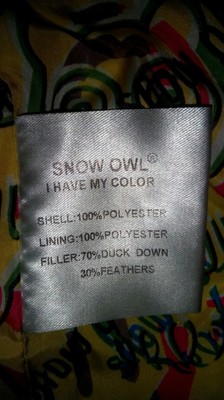 SNOW OWL®
I HAVE MY COLOR
SHELL:100%POLYESTER
LINING:100%POLYESTER
FILLER:70%DUCK DOWN
30%FEATHERS